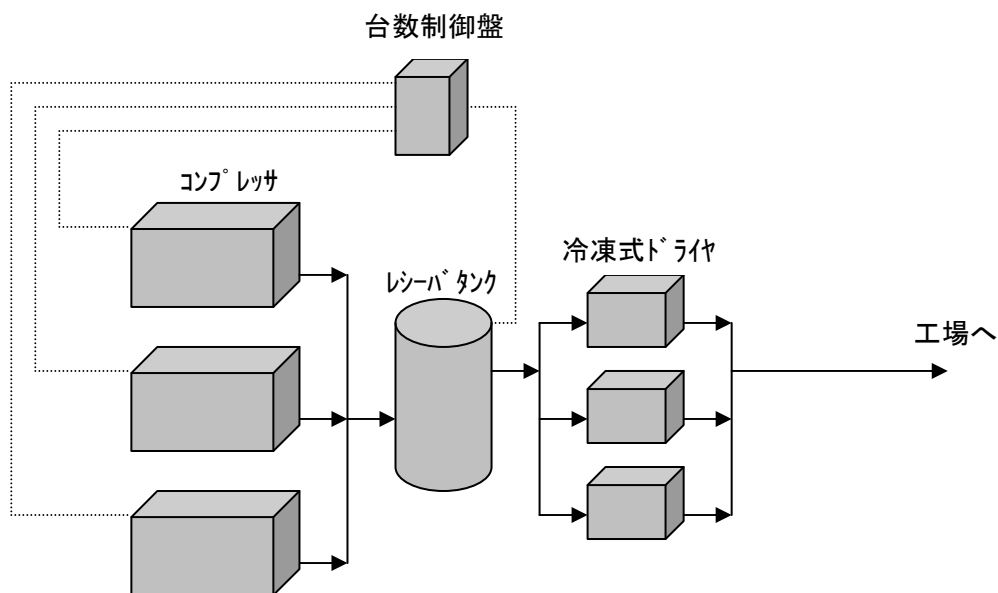 台数制御盤
ｺﾝﾌﾟﾚｯｻ
冷凍式ﾄﾞﾗｲﾔ
ﾚｼｰﾊﾞﾀﾝｸ
工場へ